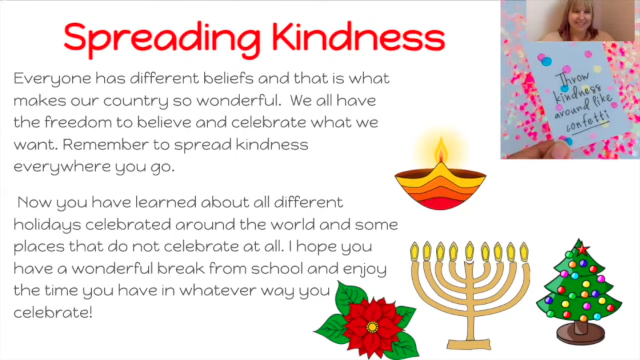 Spreading Kindness
Everyone has different beliefs and that is what
makes our country so wonderful.  We all have
the freedom to believe and celebrate what we
want. Remember to spread kindness
everywhere you go.
Now you have learned about all different
holidays celebrated around the world and some
places that do not celebrate at all. I hope you
have a wonderful break from school and enjoy
the time you have in whatever way you
celebrate!
Throw
kindness
around like
confetti